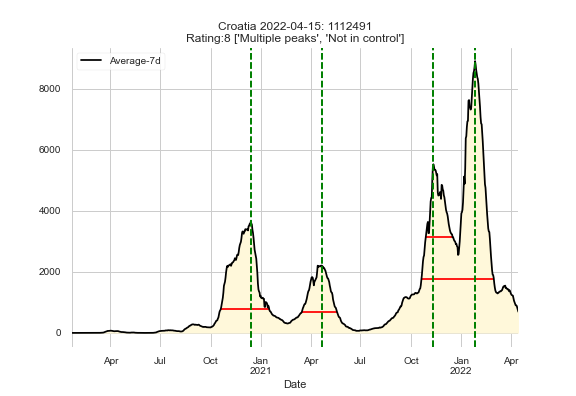 Croatia 2022-04-15: 1112491
Rating:8 ['Multiple peaks', 'Not in control']
Average-7d
8000
6000
4000
2000
0
Apr
Jul
Oct
Jan
2021
Apr
Jul
Oct
Jan
2022
Apr
Date